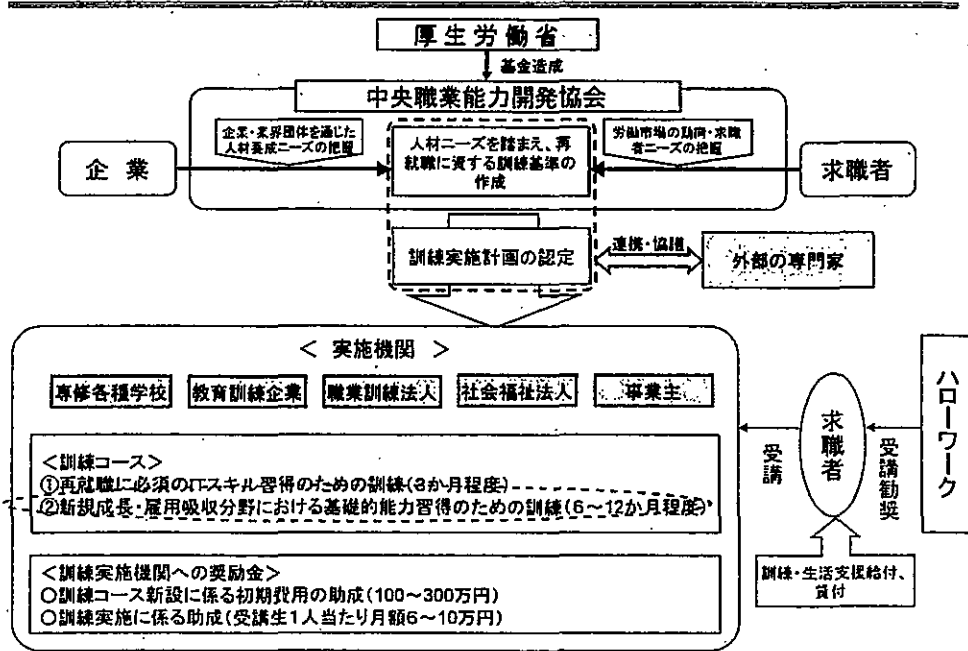 厚生労働省
基金造成
中央職業能力開発協会
企業・業界団体を通じた
人材養成ニーズの把握
労働市場の動向・求職
者ニーズの把握
人材ニーズを踏まえ、再
就職に資する訓練基準の
作成
企業
求職者
訓練実施計画の認定
連携・協議
外部の専門家
＜ 実施機関 ＞
専修各種学校
教育訓練企業
職業訓練法人
社会福祉法人
事業主
＜訓練コース＞
①再就職に必須のITスキル習得のための訓練(3か月程度)
②新規成長・雇用吸収分野における基礎的能力習得のための訓練(6～12か月程度)
＜訓練実施機関への奨励金＞
○訓練コース新設に係る初期費用の助成(100～300万円)
○訓練実施に係る助成(受講生1人当たり月額6～10万円)
受講
求職者
受講勧奨
ハローワーク
訓練・生活支援給付、
貸付